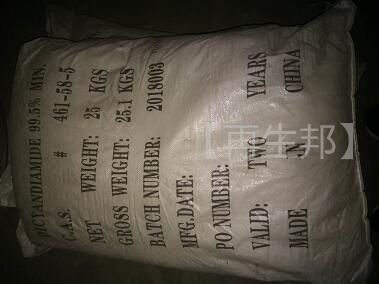 DICYANDIAMIDE 99.5% MIN.
C.A.S. # 461-58-5
NET WEIGHT: 25 KGS
GROSS WEIGHT: 25.1 KGS
BATCH NUMBER: 2018003
MFG.DATE:
PO.NUMBER:
VALID: TWO YEARS
MADE IN CHINA
【再生邦】